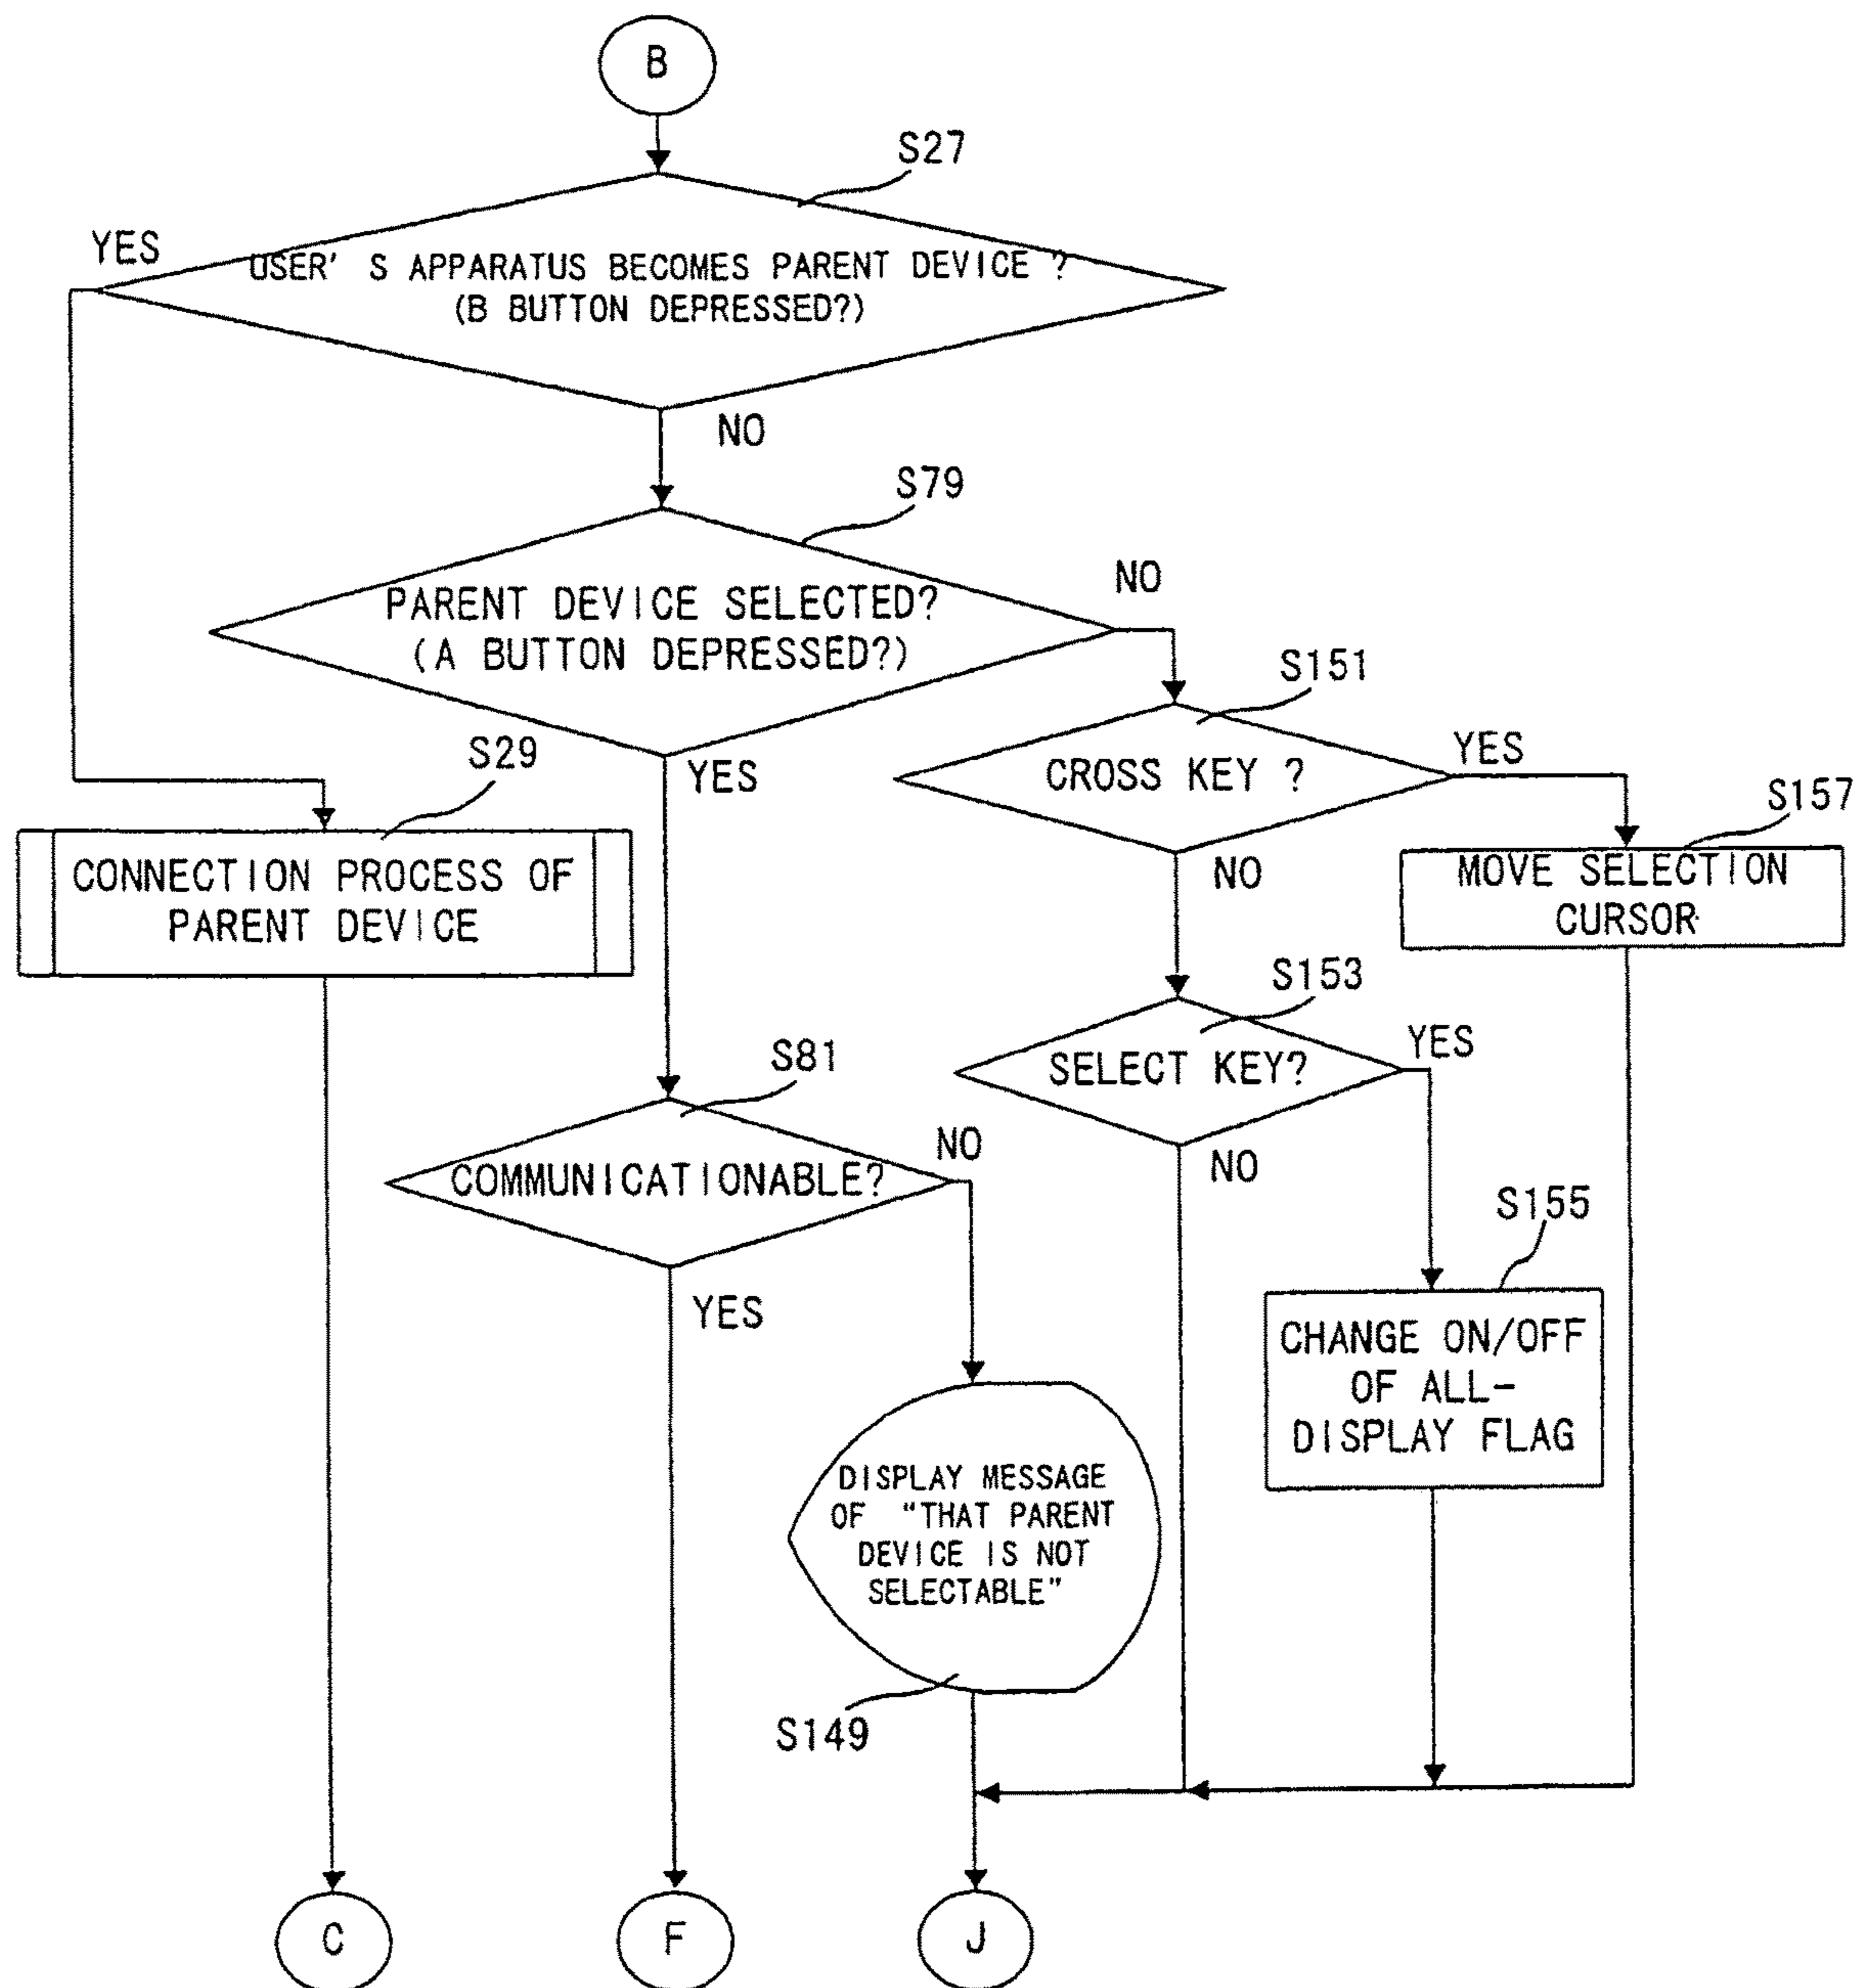 B
S27
YES
USER' S APPARATUS BECOMES PARENT DEVICE ?
(B BUTTON DEPRESSED?)
NO
S79
PARENT DEVICE SELECTED?
(A BUTTON DEPRESSED?)
NO
YES
S151
CROSS KEY ?
YES
NO
S29
CONNECTION PROCESS OF
PARENT DEVICE
S157
MOVE SELECTION
CURSOR
S153
SELECT KEY?
YES
NO
S81
COMMUNICATIONABLE?
NO
YES
S155
CHANGE ON/OFF
OF ALL-
DISPLAY FLAG
DISPLAY MESSAGE
OF "THAT PARENT
DEVICE IS NOT
SELECTABLE"
S149
C
F
J